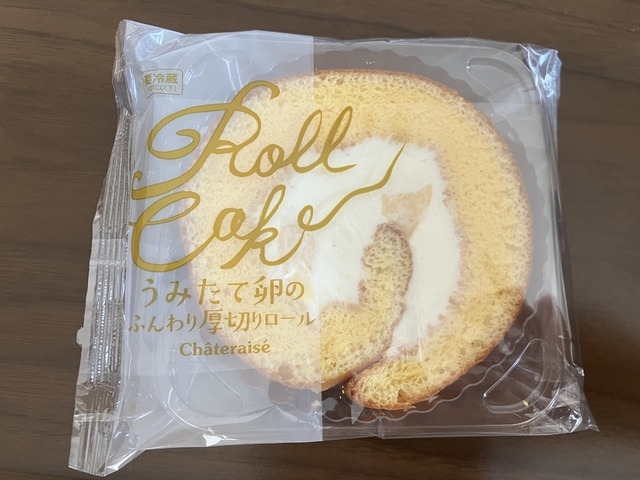 要冷蔵
Roll
Cake
うみたて卵の
ふんわり厚切りロール
Châteraisé